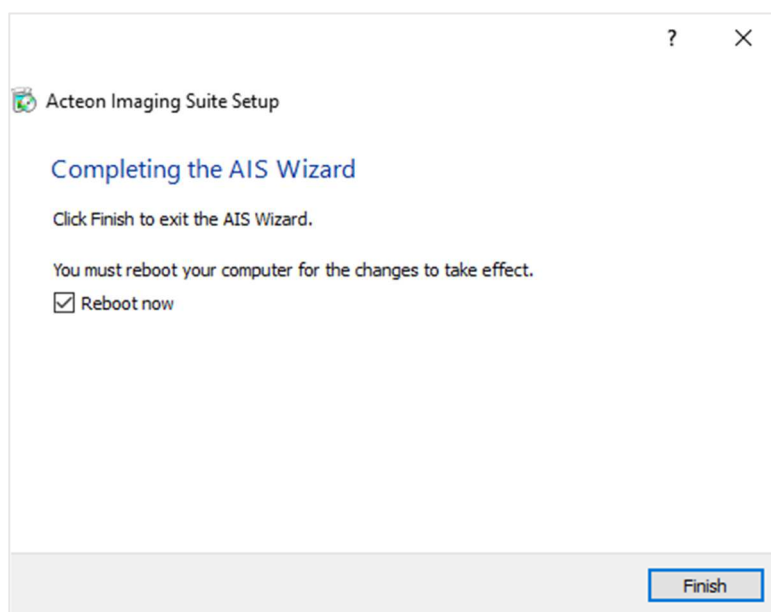 ?
Acteon Imaging Suite Setup
Completing the AIS Wizard
Click Finish to exit the AIS Wizard.
You must reboot your computer for the changes to take effect.
Reboot now
Finish